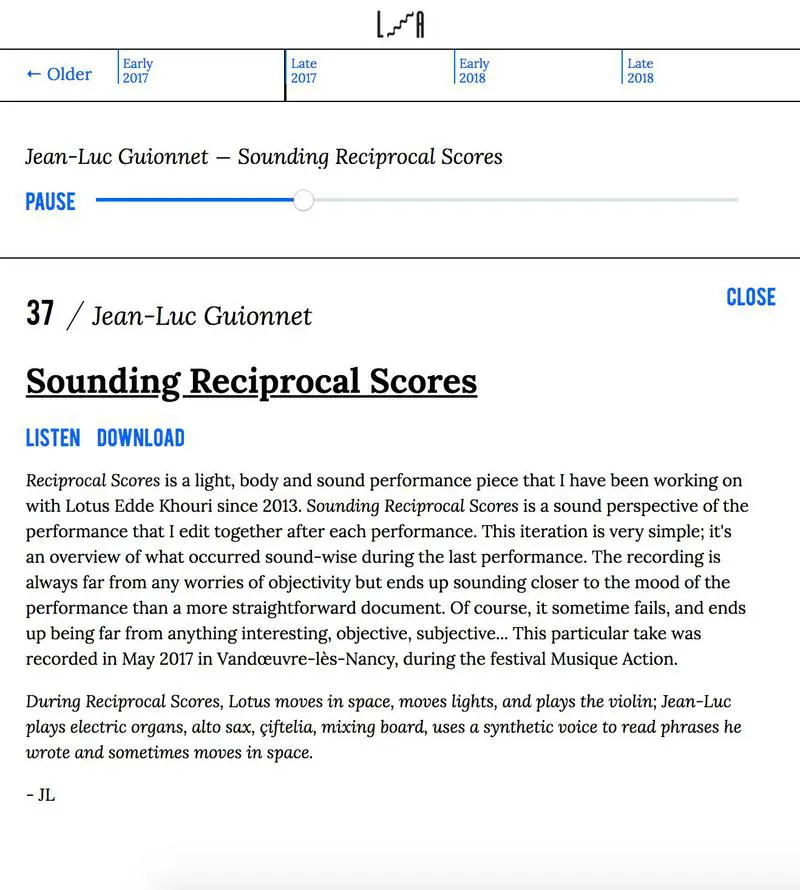 ← Older
Early
2017
Late
2017
Early
2018
Late
2018
Jean-Luc Guionnet — Sounding Reciprocal Scores
PAUSE
CLOSE
37 / Jean-Luc Guionnet
Sounding Reciprocal Scores
LISTEN DOWNLOAD
Reciprocal Scores is a light, body and sound performance piece that I have been working on
with Lotus Edde Khouri since 2013. Sounding Reciprocal Scores is a sound perspective of the
performance that I edit together after each performance. This iteration is very simple; it's
an overview of what occurred sound-wise during the last performance. The recording is
always far from any worries of objectivity but ends up sounding closer to the mood of the
performance than a more straightforward document. Of course, it sometime fails, and ends
up being far from anything interesting, objective, subjective... This particular take was
recorded in May 2017 in Vandœuvre-lès-Nancy, during the festival Musique Action.
During Reciprocal Scores, Lotus moves in space, moves lights, and plays the violin; Jean-Luc
plays electric organs, alto sax, çiftelia, mixing board, uses a synthetic voice to read phrases he
wrote and sometimes moves in space.
- JL